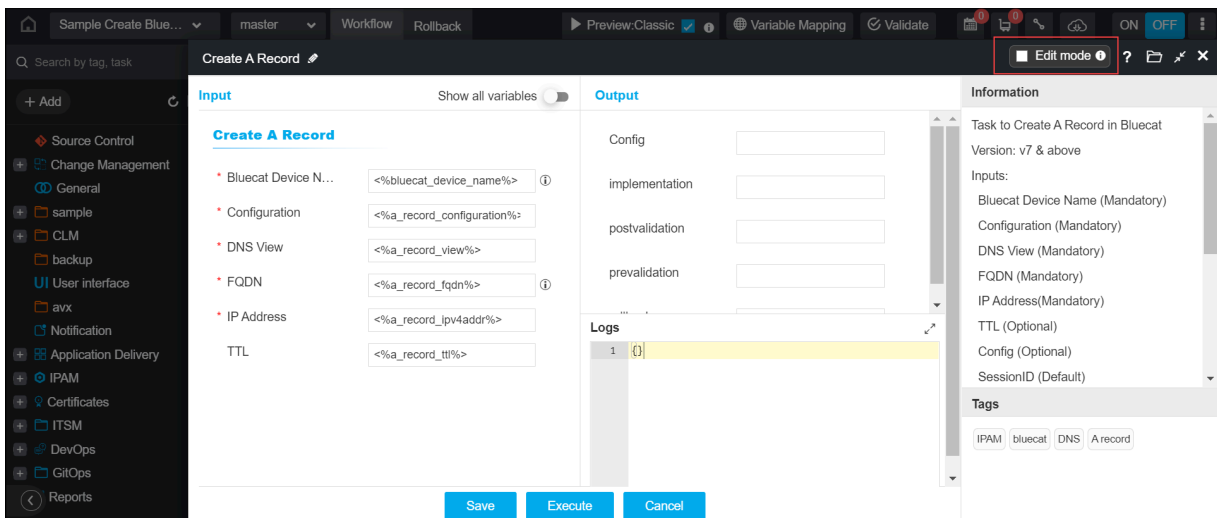 Sample Create Blue...
master
Workflow
Rollback
Preview:Classic
Variable Mapping
Validate
0
0
ON OFF
Search by tag, task
+ Add
Source Control
Change Management
General
sample
CLM
backup
UI User interface
avx
Notification
Application Delivery
IPAM
Certificates
ITSM
DevOps
GitOps
Reports
Create A Record
Edit mode
?
Input
Show all variables
Create A Record
* Bluecat Device N... <%bluecat_device_name%>
* Configuration <%a_record_configuration%>
* DNS View <%a_record_view%>
* FQDN <%a_record_fqdn%>
* IP Address <%a_record_ipv4addr%>
TTL <%a_record_ttl%>
Output
Config
implementation
postvalidation
prevalidation
Logs
1 {}
Information
Task to Create A Record in Bluecat
Version: v7 & above
Inputs:
Bluecat Device Name (Mandatory)
Configuration (Mandatory)
DNS View (Mandatory)
FQDN (Mandatory)
IP Address(Mandatory)
TTL (Optional)
Config (Optional)
SessionID (Default)
Tags
IPAM bluecat DNS A record
Save Execute Cancel